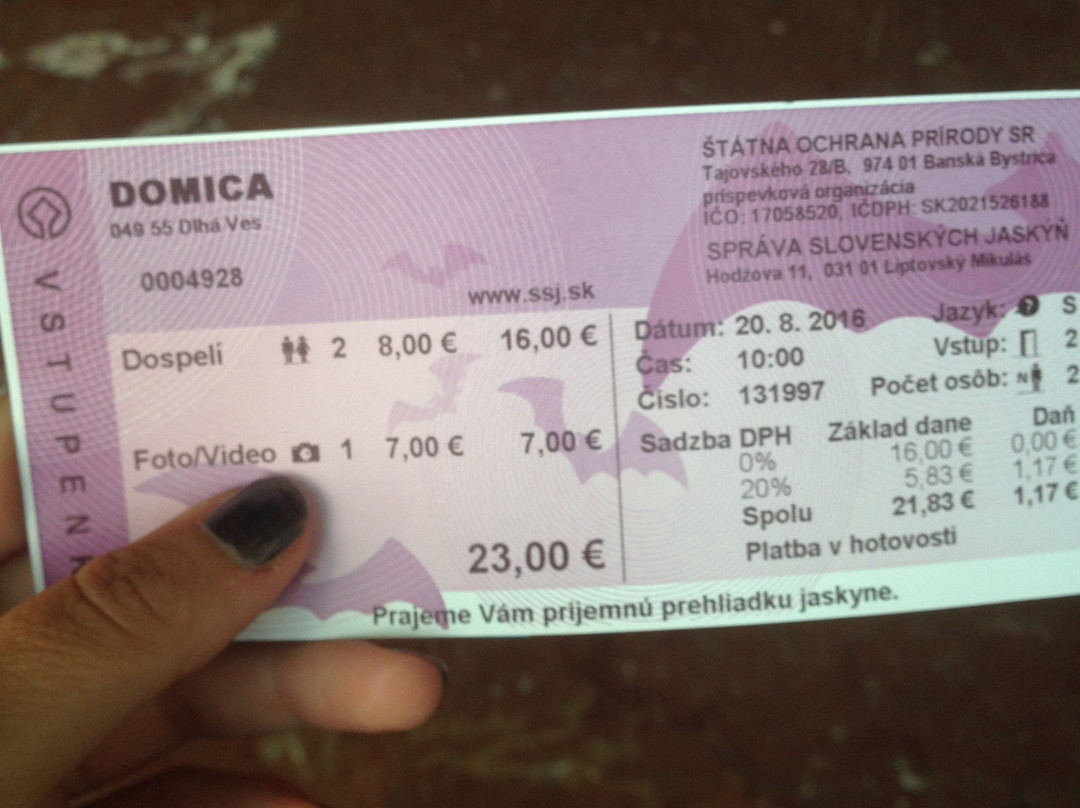 DOMICA
049 55 Dlhá Ves
0004928
www.ssj.sk
ŠTÁTNA OCHRANA PRÍRODY SR
Tajovského 28/B, 974 01 Banská Bystrica
príspevková organizácia
IČO: 17058520, IČDPH: SK2021526188
SPRÁVA SLOVENSKÝCH JASKÝŇ
Hodžova 11, 031 01 Liptovský Mikuláš
VSTUPENK
Dospelí 2 8,00 € 16,00 €
Foto/Video 1 7,00 € 7,00 €
23,00 €
Dátum: 20. 8. 2016 Jazyk: S
Čas: 10:00 Vstup: 2
Číslo: 131997 Počet osôb: N 2
Sadzba DPH Základ dane Daň
0% 16,00 € 0,00 €
20% 5,83 € 1,17 €
Spolu 21,83 € 1,17 €
Platba v hotovosti
Prajeme Vám príjemnú prehliadku jaskyne.